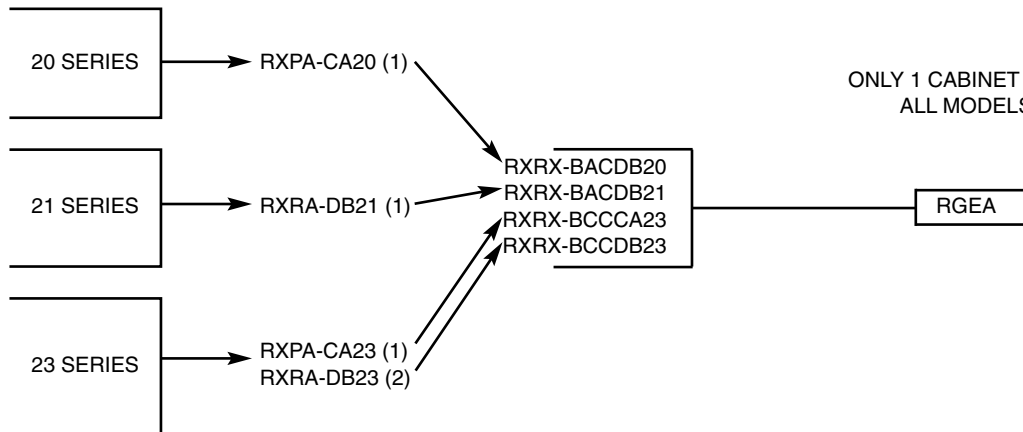 20 SERIES
RXPA-CA20 (1)
ONLY 1 CABINET
ALL MODELS
21 SERIES
RXRA-DB21 (1)
RXRX-BACDB20
RXRX-BACDB21
RXRX-BCCCA23
RXRX-BCCDB23
RGEA
23 SERIES
RXPA-CA23 (1)
RXRA-DB23 (2)